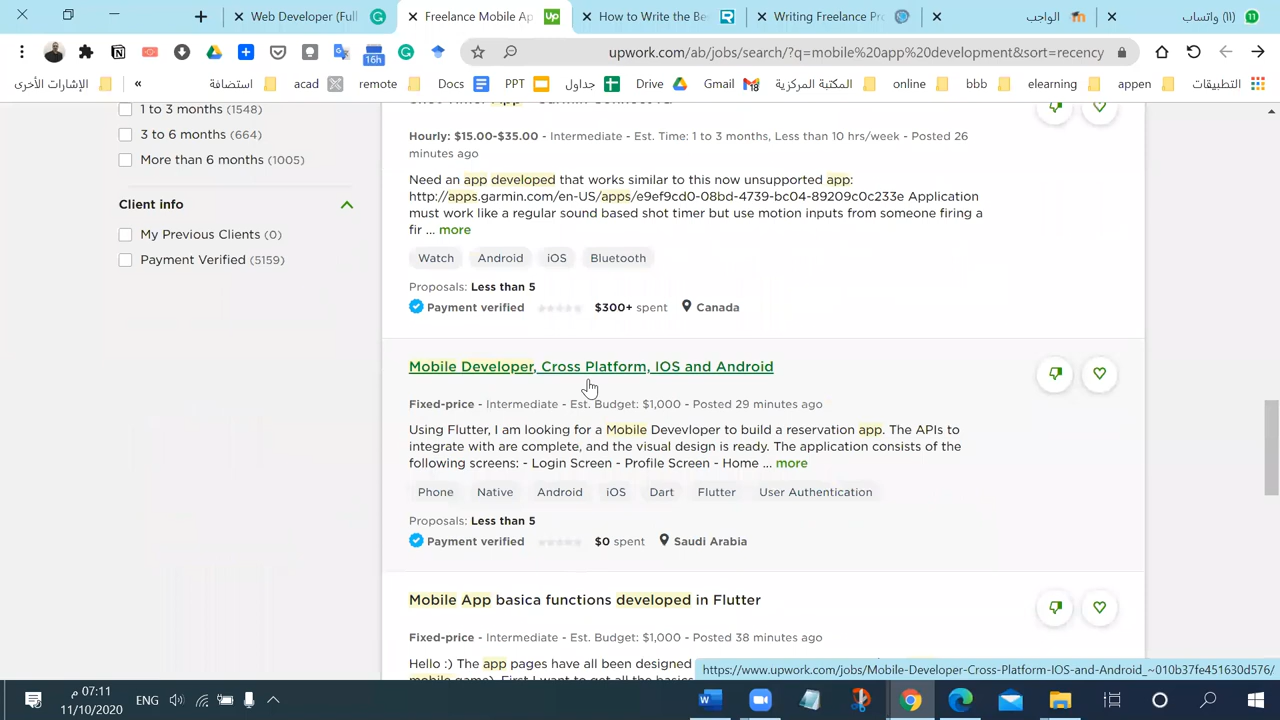 Web Developer (Full
Freelance Mobile Ap
Up
How to Write the Be
Writing Freelance Pro
الواجب
(11) واتساب
11
16h
upwork.com/ab/jobs/search/?q=mobile%20app%20development&sort=recency
الإشارات الأخرى
»
استضافة
acad
remote
Docs
PPT
جداول
Drive
Gmail
المكتبة المركزية
online
bbb
elearning
appen
التطبيقات
1 to 3 months (1548)
3 to 6 months (664)
More than 6 months (1005)
Client info
My Previous Clients (0)
Payment Verified (5159)
Hourly: $15.00-$35.00 - Intermediate - Est. Time: 1 to 3 months, Less than 10 hrs/week - Posted 26
minutes ago
Need an app developed that works similar to this now unsupported app:
http://apps.garmin.com/en-US/apps/e9ef9cd0-08bd-4739-bc04-89209c0c233e Application
must work like a regular sound based shot timer but use motion inputs from someone firing a
fir ... more
Watch Android iOS Bluetooth
Proposals: Less than 5
Payment verified $300+ spent Canada
Mobile Developer, Cross Platform, IOS and Android
Fixed-price - Intermediate - Est. Budget: $1,000 - Posted 29 minutes ago
Using Flutter, I am looking for a Mobile Developer to build a reservation app. The APIs to
integrate with are complete, and the visual design is ready. The application consists of the
following screens: - Login Screen - Profile Screen - Home ... more
Phone Native Android iOS Dart Flutter User Authentication
Proposals: Less than 5
Payment verified $0 spent Saudi Arabia
Mobile App basica functions developed in Flutter
Fixed-price - Intermediate - Est. Budget: $1,000 - Posted 38 minutes ago
Hello :) The app pages have all been designed
https://www.upwork.com/jobs/Mobile-Developer-Cross-Platform-IOS-and-Android_~010b37fe451630d576/
07:11 م
11/10/2020
ENG